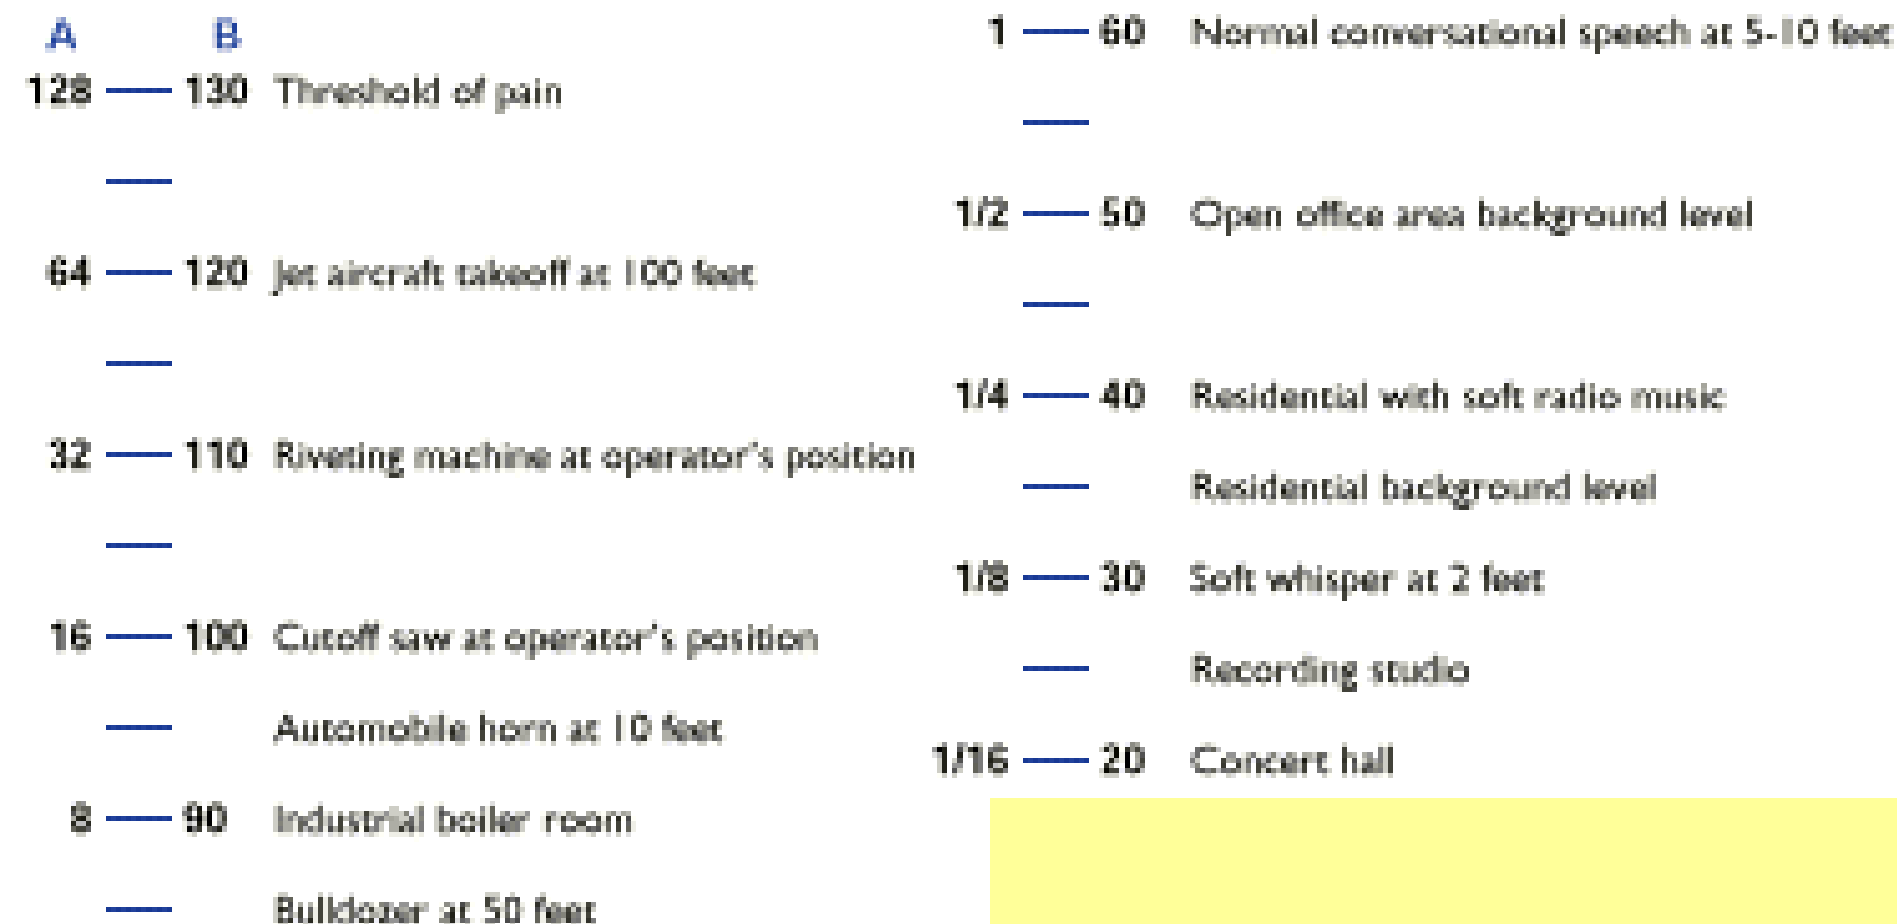 A B
128 130 Threshold of pain
64 120 Jet aircraft takeoff at 100 feet
32 110 Riveting machine at operator's position
16 100 Cutoff saw at operator's position
Automobile horn at 10 feet
8 90 Industrial boiler room
Bulldozer at 50 feet
1 60 Normal conversational speech at 5-10 feet
1/2 50 Open office area background level
1/4 40 Residential with soft radio music
Residential background level
1/8 30 Soft whisper at 2 feet
Recording studio
1/16 20 Concert hall